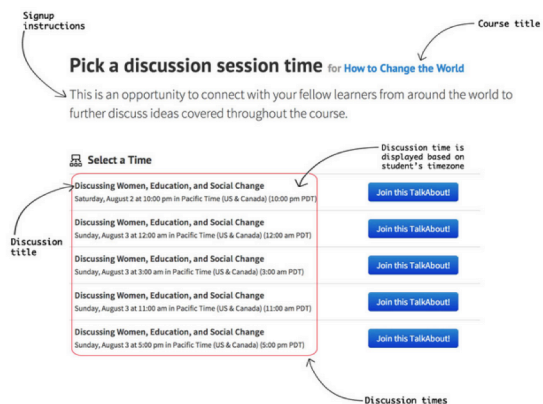 Signup
instructions
Course title
Pick a discussion session time for How to Change the World
This is an opportunity to connect with your fellow learners from around the world to
further discuss ideas covered throughout the course.
Discussion time is
displayed based on
student's timezone
Select a Time
Discussing Women, Education, and Social Change
Saturday, August 2 at 10:00 pm in Pacific Time (US & Canada) (10:00 pm PDT)
Join this TalkAbout!
Discussing Women, Education, and Social Change
Sunday, August 3 at 12:00 am in Pacific Time (US & Canada) (12:00 am PDT)
Join this TalkAbout!
Discussion
title
Discussing Women, Education, and Social Change
Sunday, August 3 at 3:00 am in Pacific Time (US & Canada) (3:00 am PDT)
Join this TalkAbout!
Discussing Women, Education, and Social Change
Sunday, August 3 at 11:00 am in Pacific Time (US & Canada) (11:00 am PDT)
Join this TalkAbout!
Discussing Women, Education, and Social Change
Sunday, August 3 at 5:00 pm in Pacific Time (US & Canada) (5:00 pm PDT)
Join this TalkAbout!
Discussion times